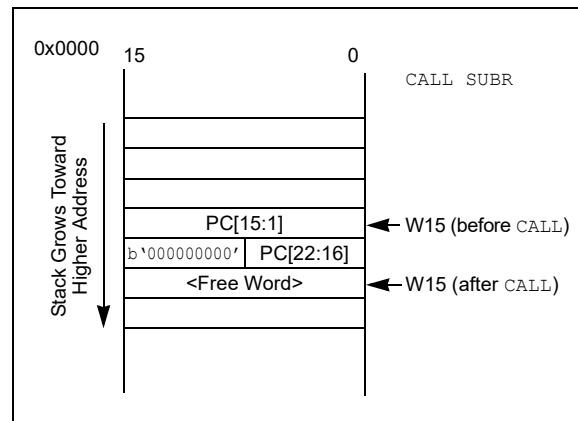 0x0000 15 0
CALL SUBR
Stack Grows Toward
Higher Address
PC[15:1] W15 (before CALL)
b‘000000000’ PC[22:16]
<Free Word> W15 (after CALL)